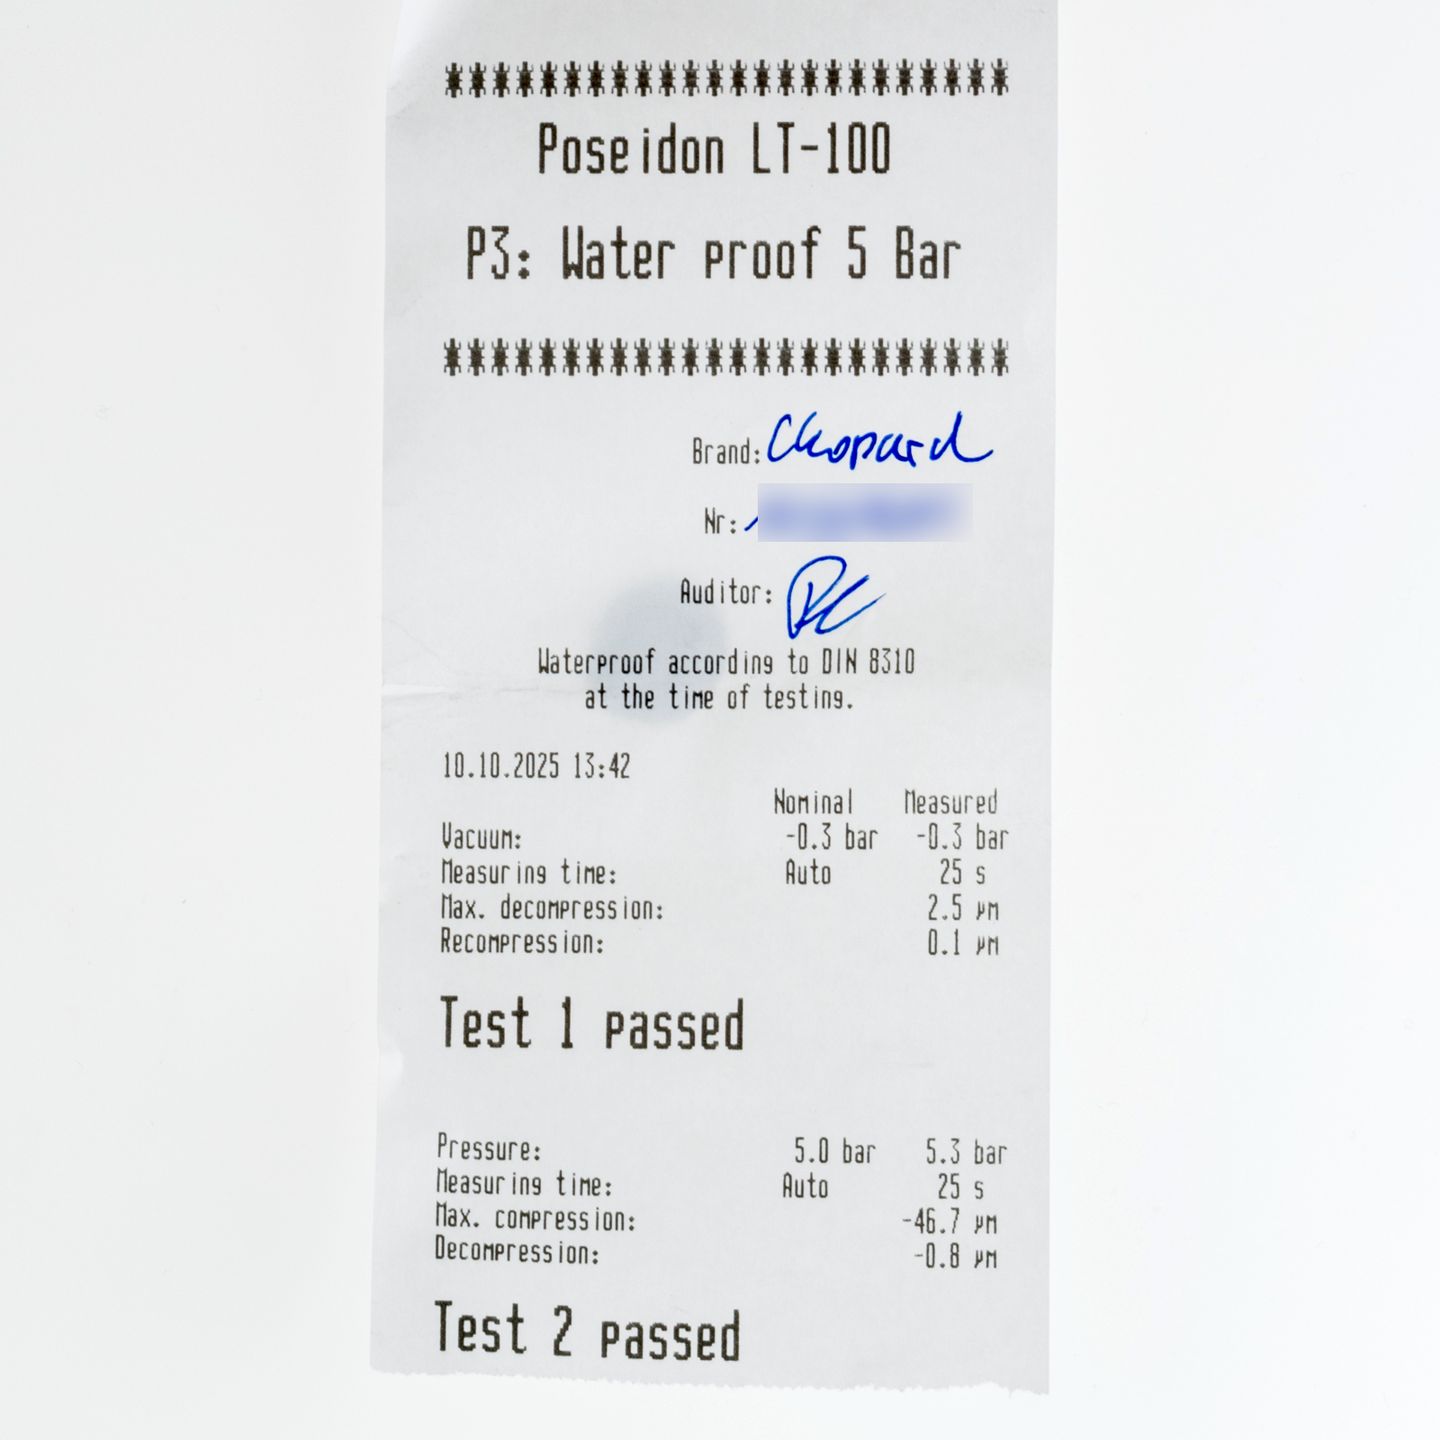 Poseidon LT-100
P3: Water proof 5 Bar
Brand: Chopard
Nr:
Auditor:
Waterproof according to DIN 8310
at the time of testing.
10.10.2025 13:42
Nominal Measured
Vacuum: -0.3 bar -0.3 bar
Measuring time: Auto 25 s
Max. decompression: 2.5 µm
Recompression: 0.1 µm
Test 1 passed
Pressure: 5.0 bar 5.3 bar
Measuring time: Auto 25 s
Max. compression: -46.7 µm
Decompression: -0.8 µm
Test 2 passed